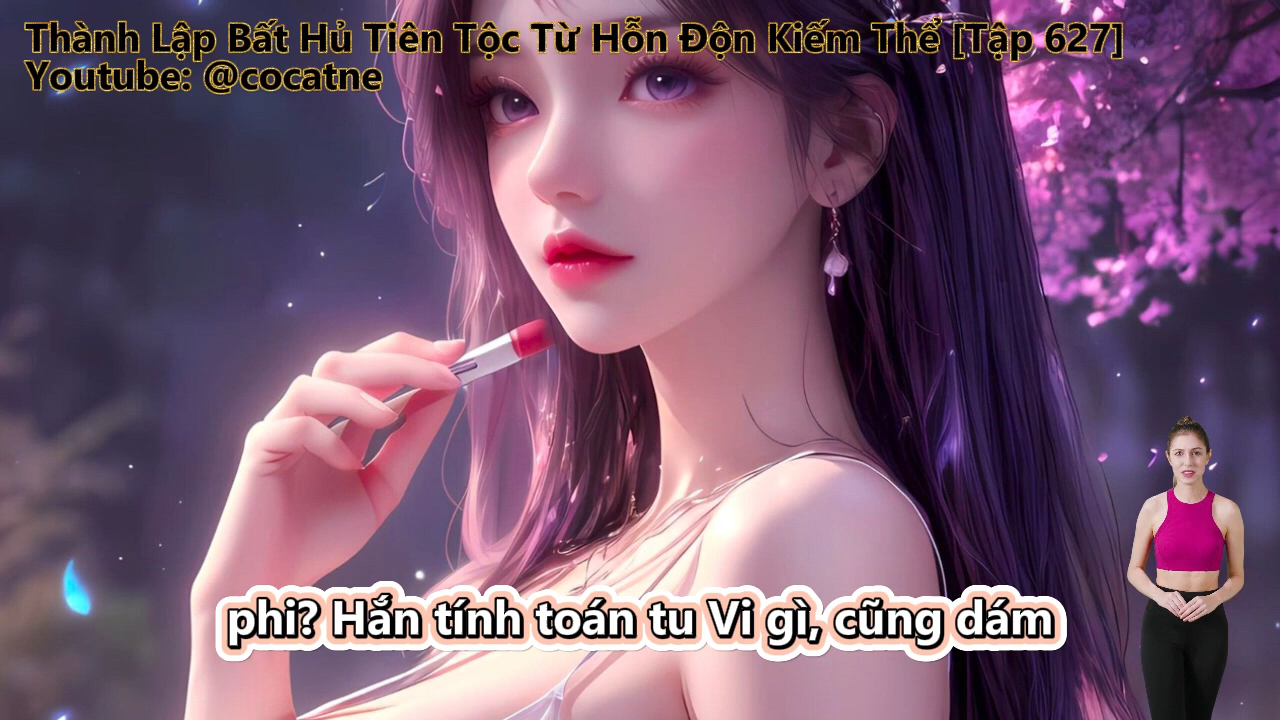 Thành Lập Bất Hủ Tiên Tộc Từ Hỗn Độn Kiếm Thể [Tập 627]
Youtube: @cocatne
phi? Hắn tính toán tu Vi gì, cũng dám